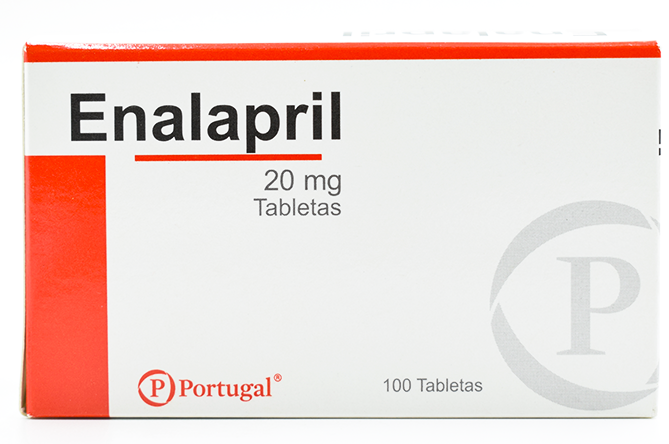 Enalapril
20 mg
Tabletas
P Portugal®
100 Tabletas
P